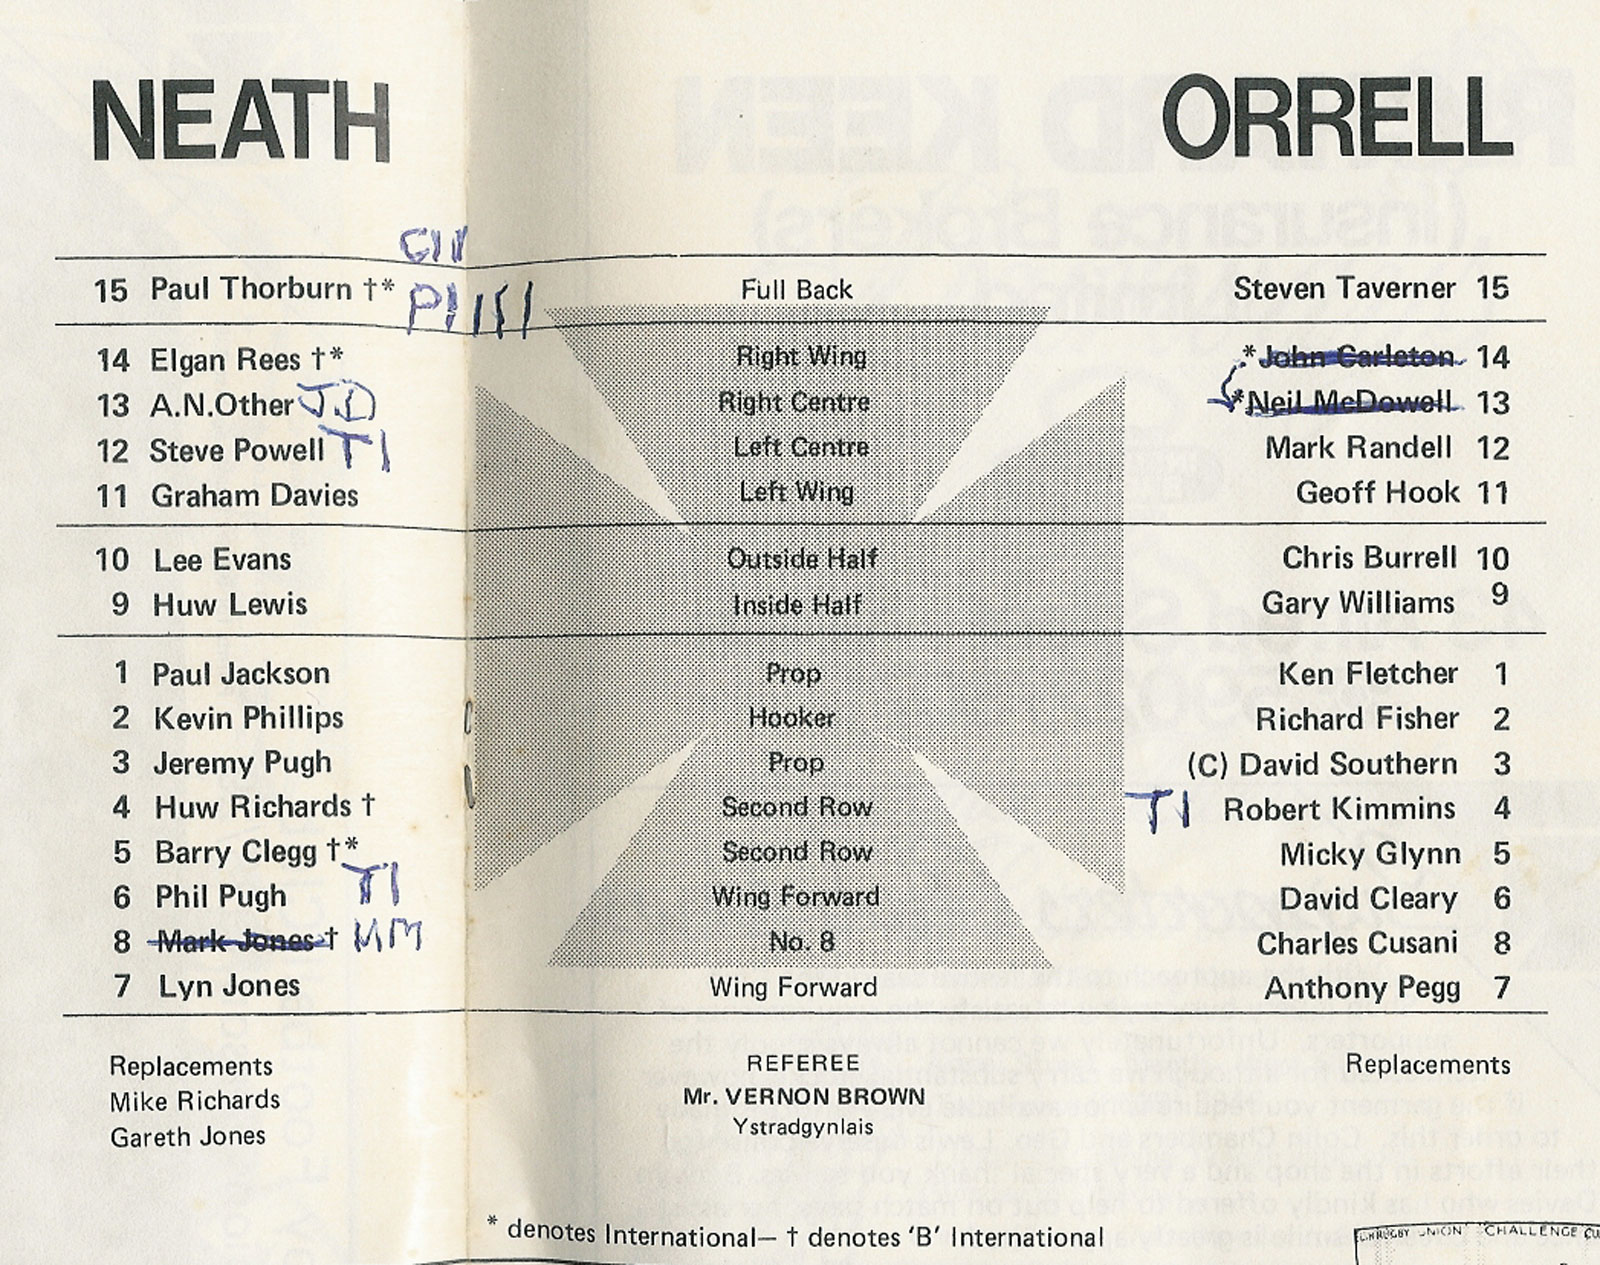 NEATH ORRELL
15 Paul Thorburn †* Full Back Steven Taverner 15
14 Elgan Rees †* Right Wing *John Carleton 14
13 A.N.Other J.D Right Centre *Neil McDowell 13
12 Steve Powell T I Left Centre Mark Randell 12
11 Graham Davies Left Wing Geoff Hook 11
10 Lee Evans Outside Half Chris Burrell 10
9 Huw Lewis Inside Half Gary Williams 9
1 Paul Jackson Prop Ken Fletcher 1
2 Kevin Phillips Hooker Richard Fisher 2
3 Jeremy Pugh Prop (C) David Southern 3
4 Huw Richards † Second Row T I Robert Kimmins 4
5 Barry Clegg †* Second Row Micky Glynn 5
6 Phil Pugh T I Wing Forward David Cleary 6
8 Mark Jones † MM No. 8 Charles Cusani 8
7 Lyn Jones Wing Forward Anthony Pegg 7
Replacements REFEREE Replacements
Mike Richards Mr. VERNON BROWN
Gareth Jones Ystradgynlais
* denotes International— † denotes 'B' International
RUGBY UNION CHALLENGE